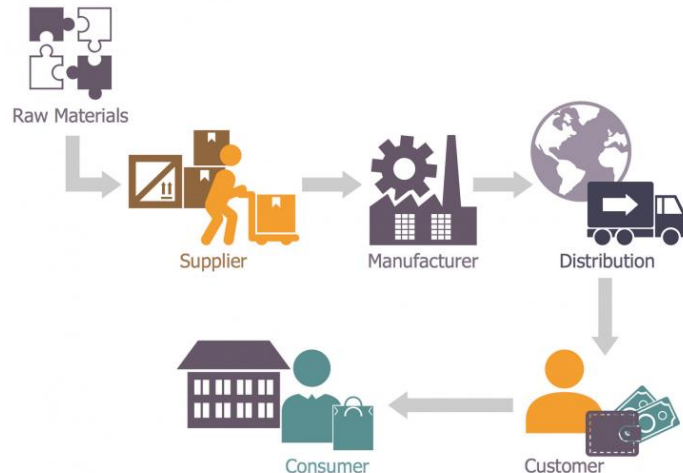 Raw Materials
Supplier
Manufacturer
Distribution
Customer
Consumer